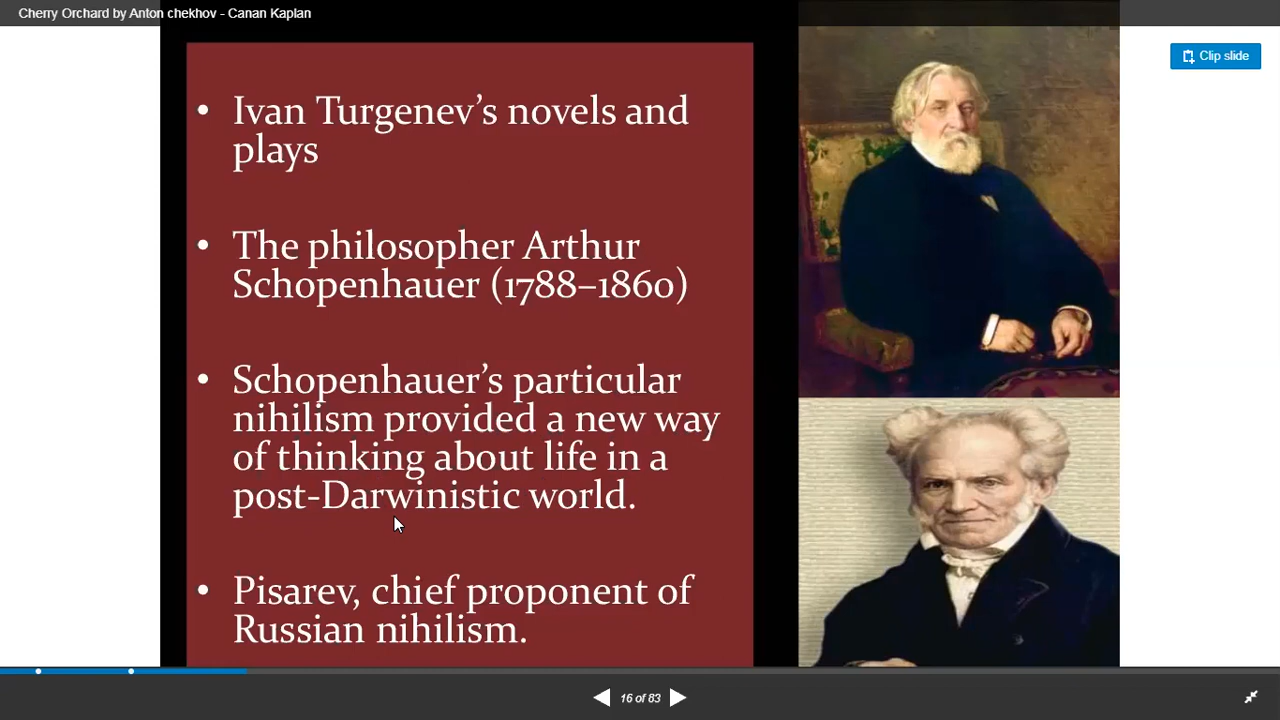 Cherry Orchard by Anton chekhov - Canan Kaplan
Clip slide
• Ivan Turgenev’s novels and
plays
• The philosopher Arthur
Schopenhauer (1788–1860)
• Schopenhauer’s particular
nihilism provided a new way
of thinking about life in a
post-Darwinistic world.
• Pisarev, chief proponent of
Russian nihilism.
16 of 83